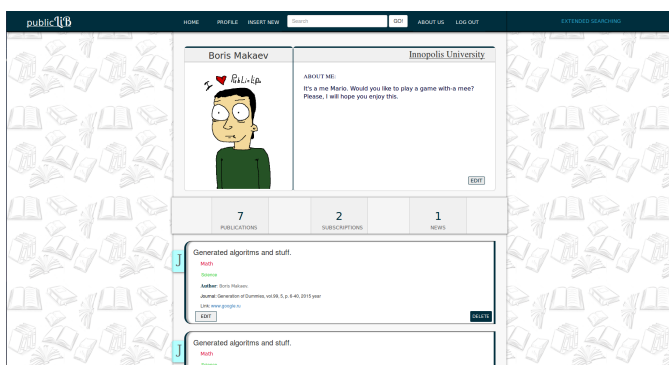 publicLiB
HOME PROFILE INSERT NEW Search GO! ABOUT US LOG OUT EXTENDED SEARCHING
Boris Makaev
Innopolis University
I ❤ PubLicLib
ABOUT ME:
It's a me Mario. Would you like to play a game with-a mee?
Please, I will hope you enjoy this.
EDIT
7
PUBLICATIONS
2
SUBSCRIPTIONS
1
NEWS
J
Generated algoritms and stuff.
Math
Science
Author: Boris Makaev
Journal: Generation of Dummies, vol.99, 5, p. 6-40, 2015 year
Link: www.google.ru
EDIT
DELETE
J
Generated algoritms and stuff.
Math
Science